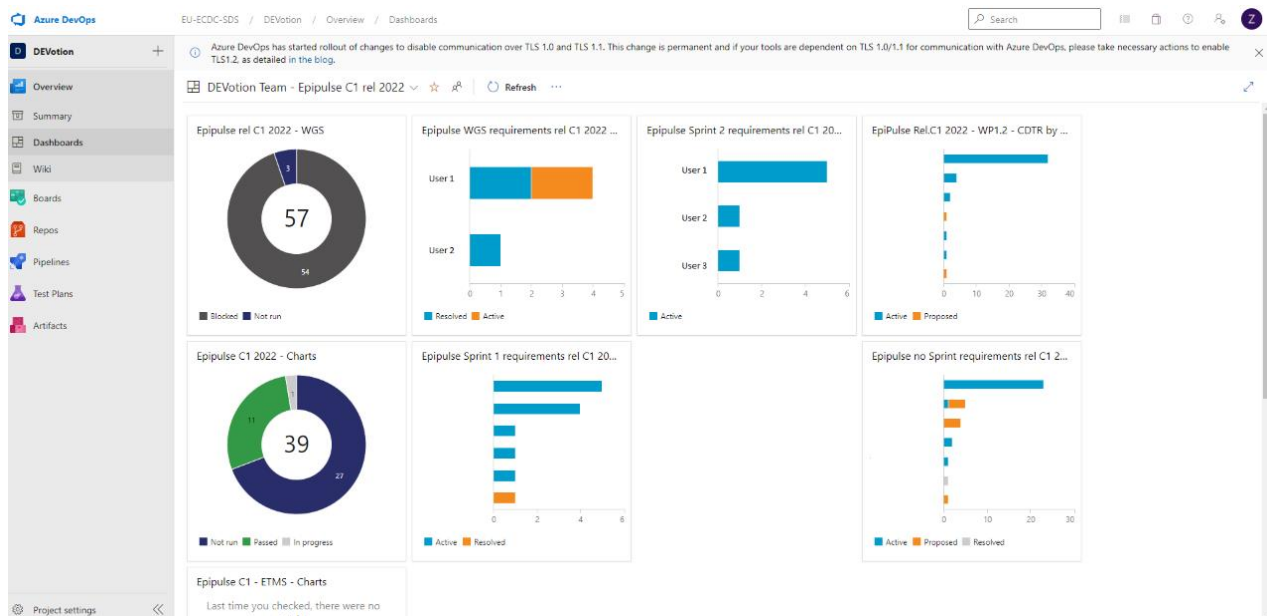 Azure DevOps
EU-ECDC-SDS / DEVotion / Overview / Dashboards
Search
Z
D DEVotion
Azure DevOps has started rollout of changes to disable communication over TLS 1.0 and TLS 1.1. This change is permanent and if your tools are dependent on TLS 1.0/1.1 for communication with Azure DevOps, please take necessary actions to enable
TLS1.2, as detailed in the blog.
Overview
Summary
Dashboards
Wiki
Boards
Repos
Pipelines
Test Plans
Artifacts
Project settings
DEVotion Team - Epipulse C1 rel 2022
Refresh
Epipulse rel C1 2022 - WGS
3
57
54
Blocked Not run
Epipulse WGS requirements rel C1 2022 ...
User 1
User 2
0 1 2 3 4 5
Resolved Active
Epipulse Sprint 2 requirements rel C1 20...
User 1
User 2
User 3
0 2 4 6
Active
EpiPulse Rel.C1 2022 - WP1.2 - CDTR by ...
0 10 20 30 40
Active Proposed
Epipulse C1 2022 - Charts
1
11
39
27
Not run Passed In progress
Epipulse Sprint 1 requirements rel C1 20...
0 2 4 6
Active Resolved
Epipulse no Sprint requirements rel C1 2...
0 10 20 30
Active Proposed Resolved
Epipulse C1 - ETMS - Charts
Last time you checked, there were no